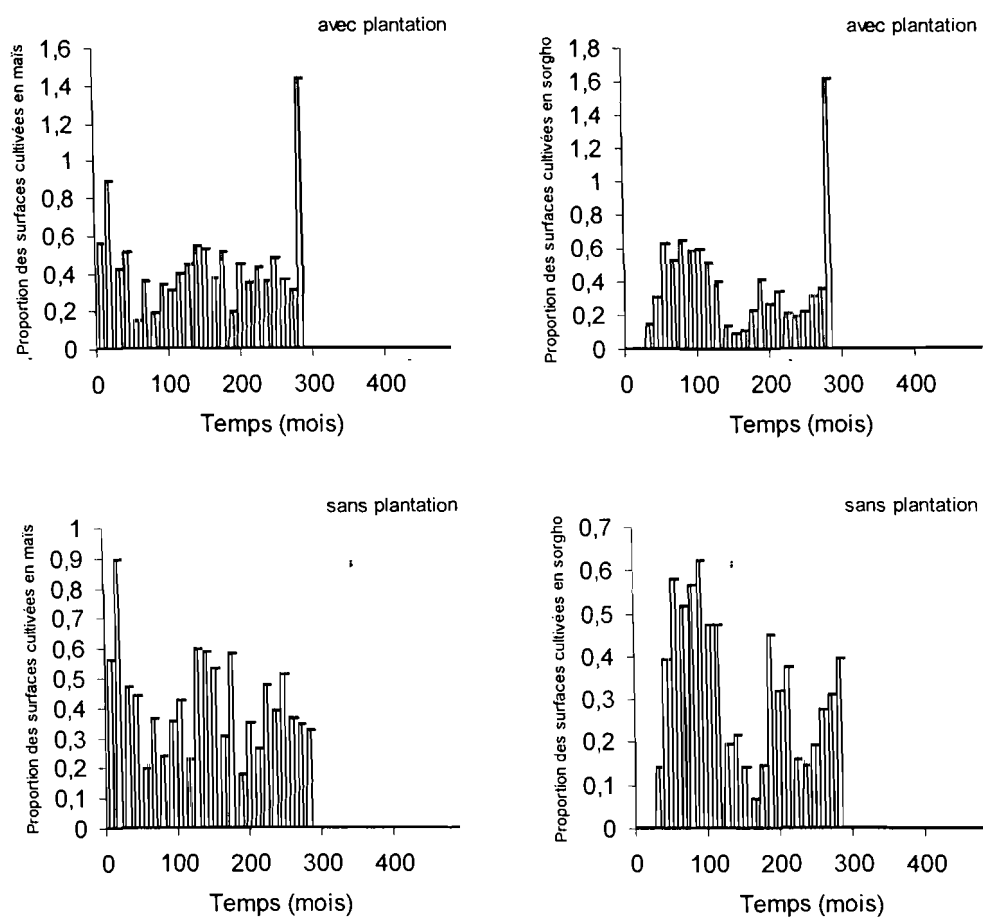 avec plantation
Proportion des surfaces cultivées en maïs
1,6
1,4
1,2
1
0,8
0,6
0,4
0,2
0
0 100 200 300 400
Temps (mois)
avec plantation
Proportion des surfaces cultivées en sorgho
1,8
1,6
1,4
1,2
1
0,8
0,6
0,4
0,2
0
0 100 200 300 400
Temps (mois)
sans plantation
Proportion des surfaces cultivées en maïs
1
0,9
0,8
0,7
0,6
0,5
0,4
0,3
0,2
0,1
0
0 100 200 300 400
Temps (mois)
sans plantation
Proportion des surfaces cultivées en sorgho
0,7
0,6
0,5
0,4
0,3
0,2
0,1
0
0 100 200 300 400
Temps (mois)